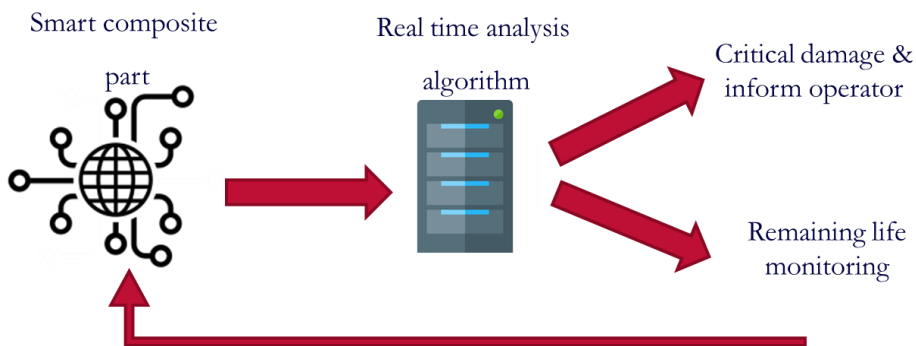 Smart composite
part
Real time analysis
algorithm
Critical damage &
inform operator
Remaining life
monitoring